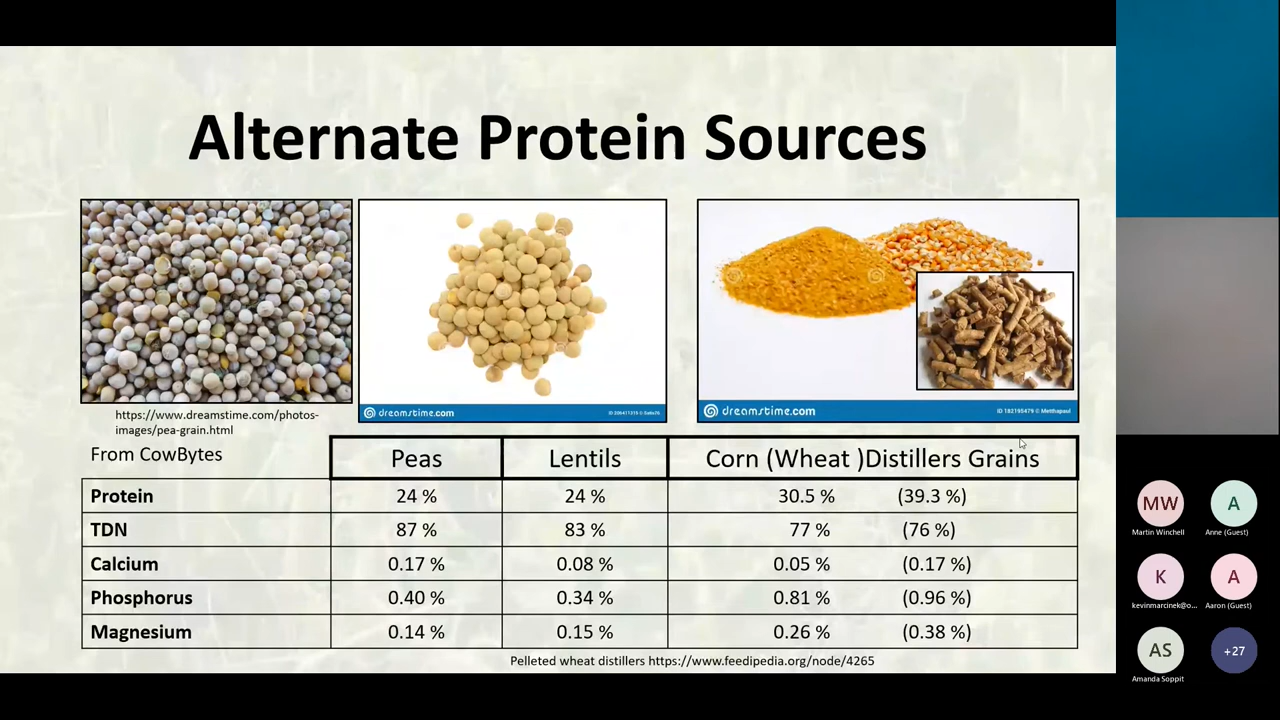 Alternate Protein Sources
https://www.dreamstime.com/photos-
images/pea-grain.html
dreamstime.com
dreamstime.com
ID 182195479 © Metthapaul
From CowBytes
Peas Lentils Corn (Wheat )Distillers Grains
Protein 24 % 24 % 30.5 % (39.3 %)
TDN 87 % 83 % 77 % (76 %)
Calcium 0.17 % 0.08 % 0.05 % (0.17 %)
Phosphorus 0.40 % 0.34 % 0.81 % (0.96 %)
Magnesium 0.14 % 0.15 % 0.26 % (0.38 %)
Pelleted wheat distillers https://www.feedipedia.org/node/4265
MW A
Martin Winchell Anne (Guest)
K A
kevinmarcinek@o... Aaron (Guest)
AS +27
Amanda Soppit